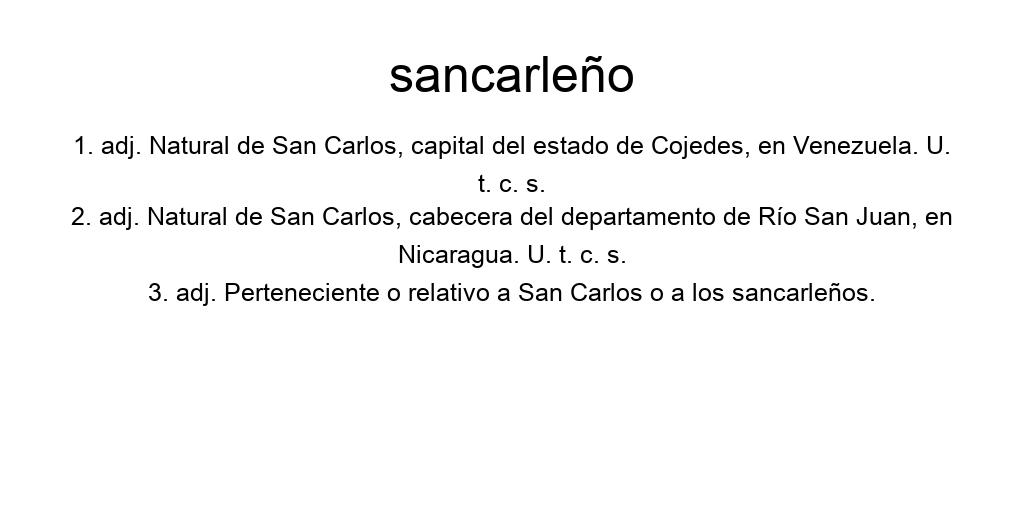 sancarleño
1. adj. Natural de San Carlos, capital del estado de Cojedes, en Venezuela. U.
t. c. s.
2. adj. Natural de San Carlos, cabecera del departamento de Río San Juan, en
Nicaragua. U. t. c. s.
3. adj. Perteneciente o relativo a San Carlos o a los sancarleños.